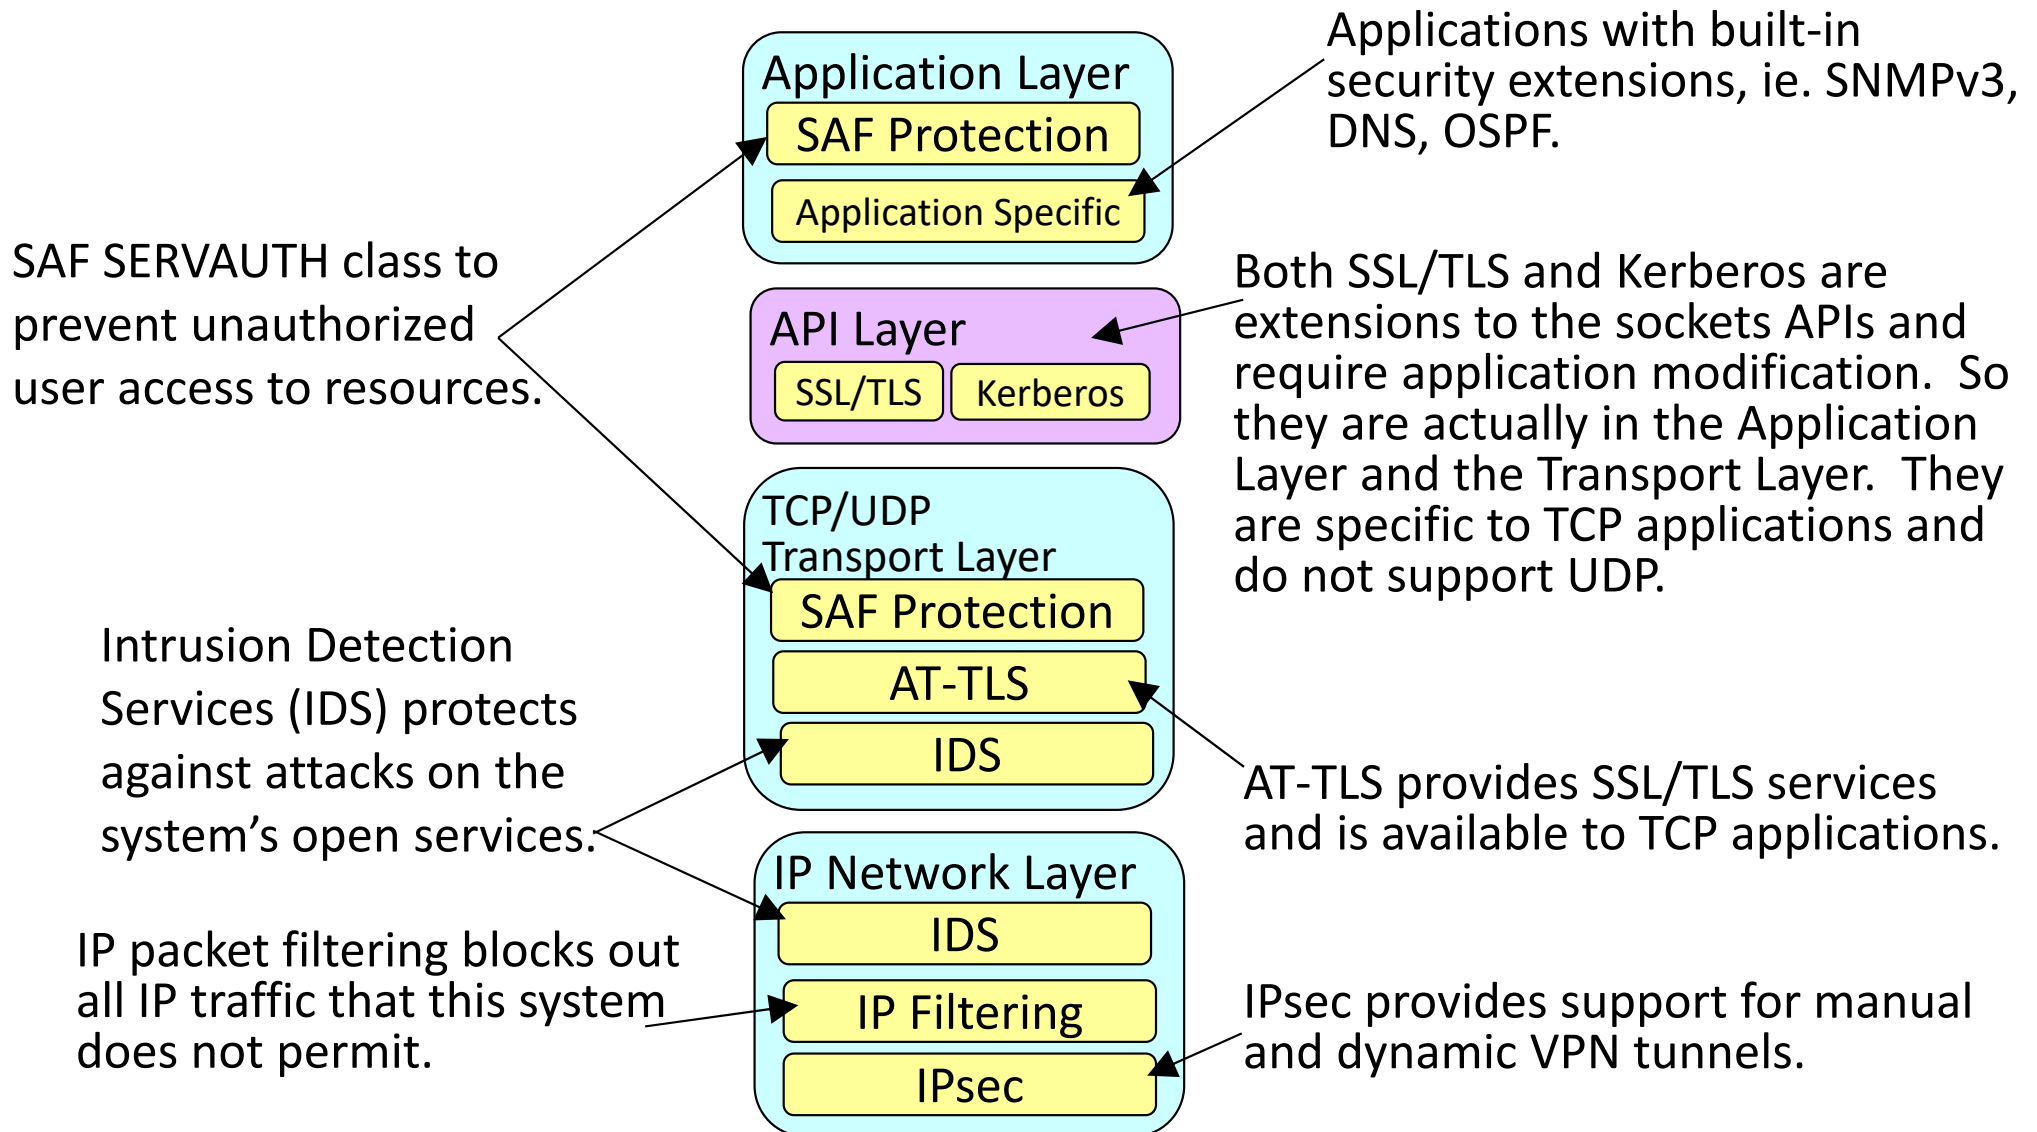 Applications with built-in
security extensions, ie. SNMPv3,
DNS, OSPF.
Application Layer
SAF Protection
Application Specific
SAF SERVAUTH class to
prevent unauthorized
user access to resources.
Both SSL/TLS and Kerberos are
extensions to the sockets APIs and
require application modification. So
they are actually in the Application
Layer and the Transport Layer. They
are specific to TCP applications and
do not support UDP.
API Layer
SSL/TLS
Kerberos
TCP/UDP
Transport Layer
SAF Protection
AT-TLS
IDS
Intrusion Detection
Services (IDS) protects
against attacks on the
system’s open services.
AT-TLS provides SSL/TLS services
and is available to TCP applications.
IP Network Layer
IDS
IP Filtering
IPsec
IP packet filtering blocks out
all IP traffic that this system
does not permit.
IPsec provides support for manual
and dynamic VPN tunnels.